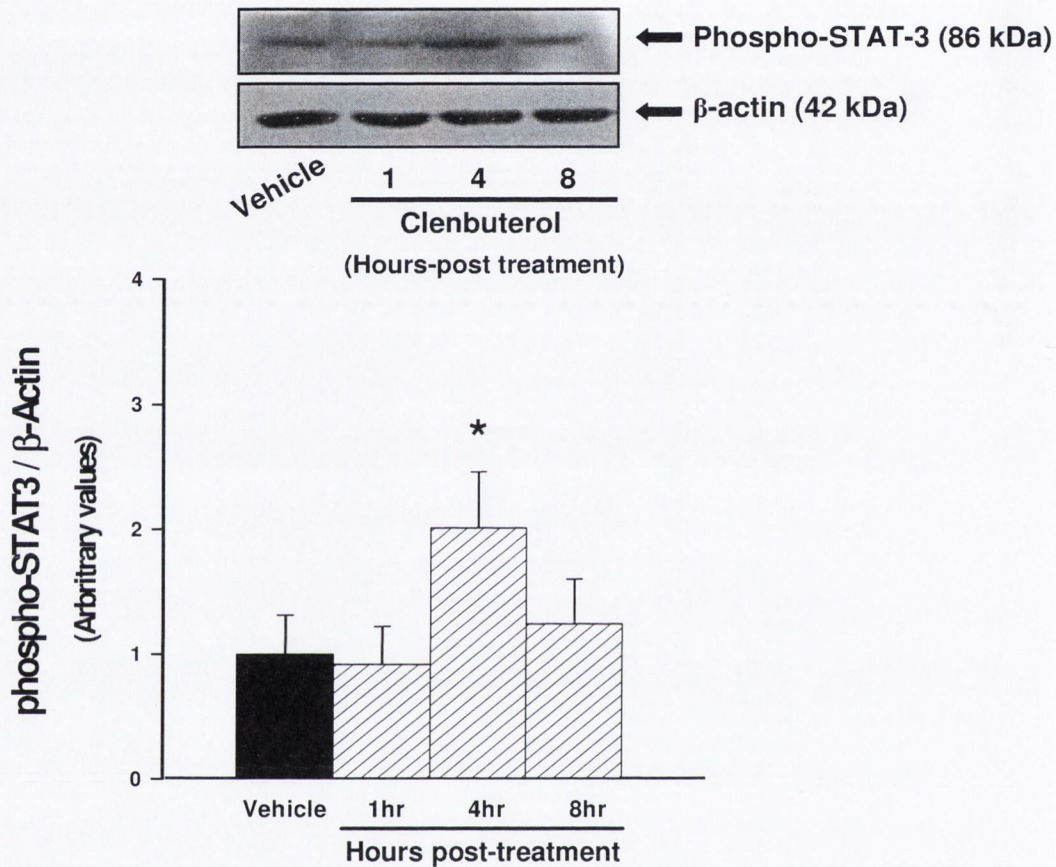 Phospho-STAT-3 (86 kDa)
β-actin (42 kDa)
Vehicle 1 4 8
Clenbuterol
(Hours-post treatment)
phospho-STAT3 / β-Actin
(Arbritrary values)
4
3
2
1
0
*
Vehicle 1hr 4hr 8hr
Hours post-treatment